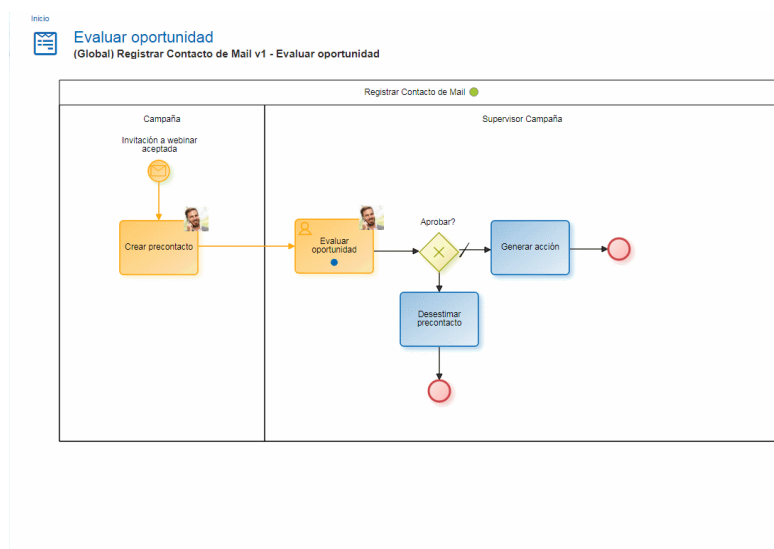 Inicio
Evaluar oportunidad
(Global) Registrar Contacto de Mail v1 - Evaluar oportunidad
Registrar Contacto de Mail
Campaña
Supervisor Campaña
Invitación a webinar
aceptada
Crear precontacto
Evaluar
oportunidad
Aprobar?
Generar acción
Desestimar
precontacto